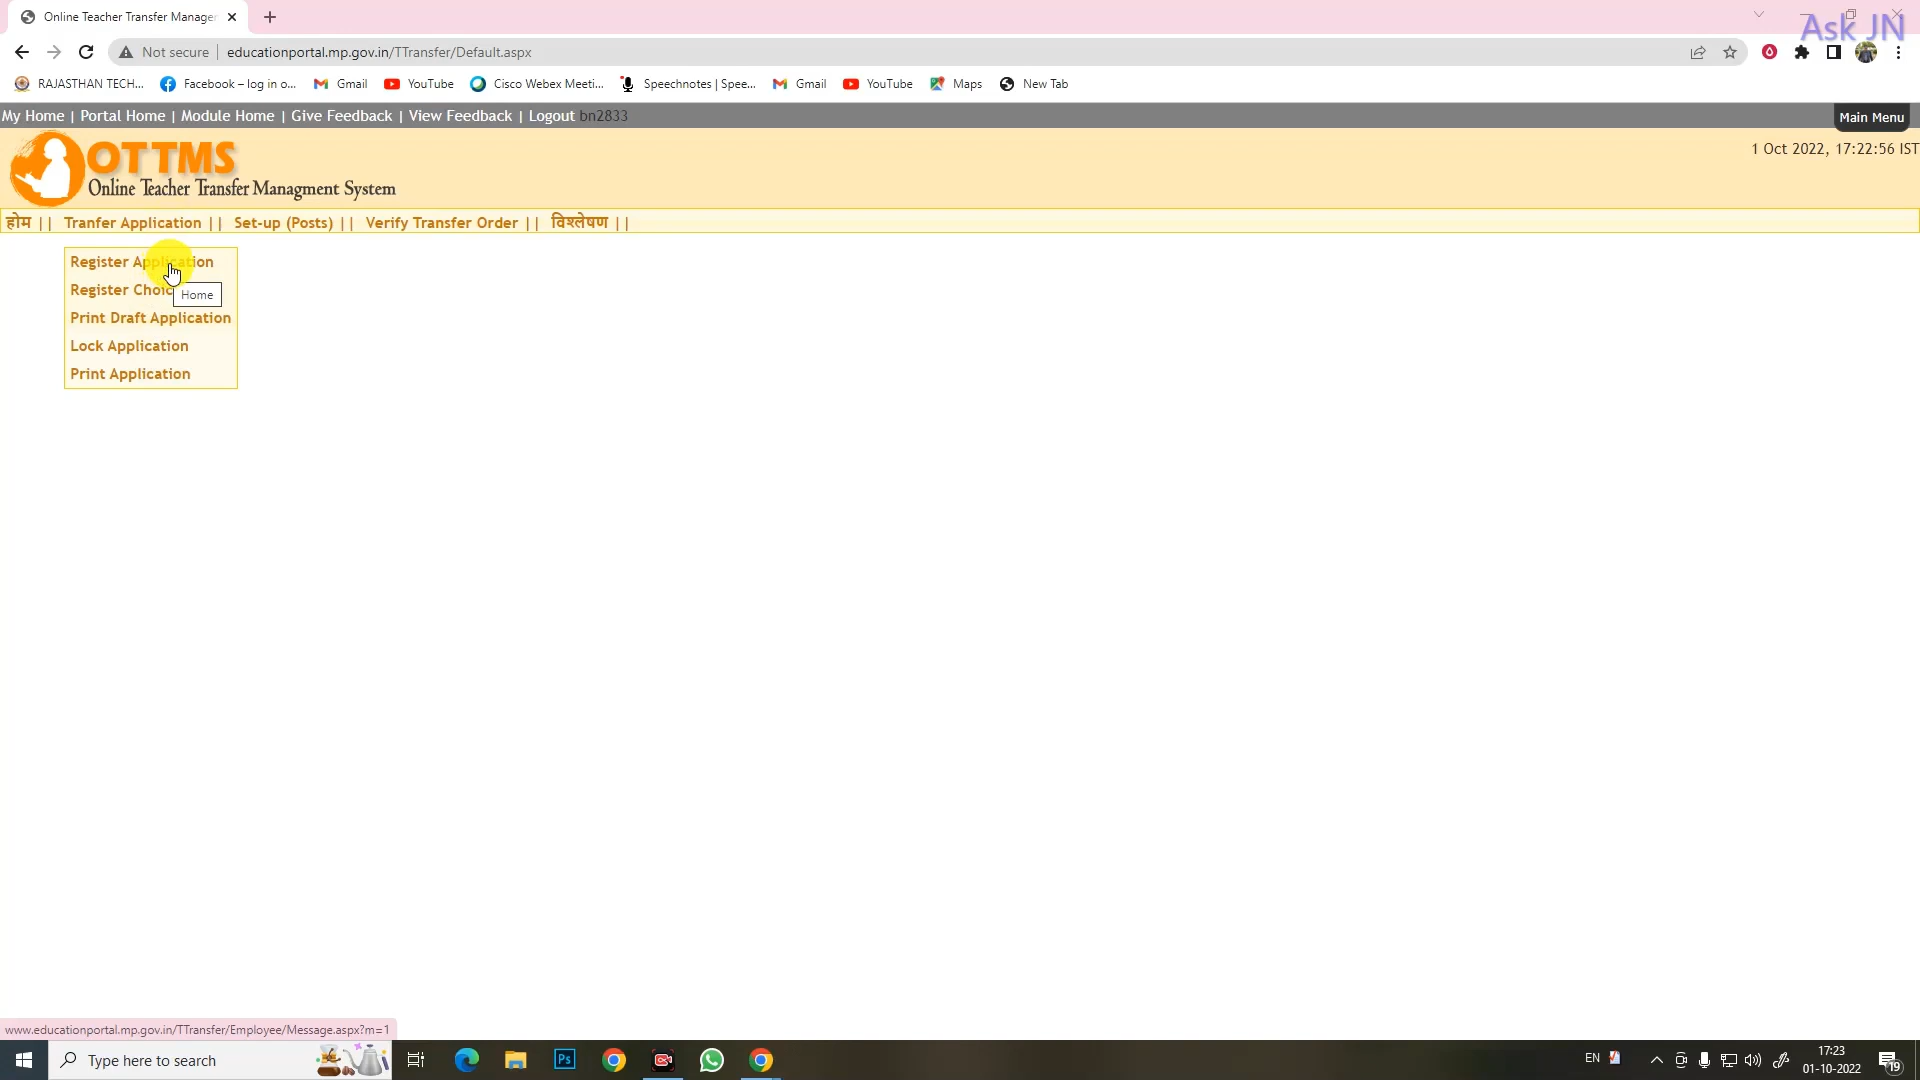 Online Teacher Transfer Manager
Ask JN
Not secure educationportal.mp.gov.in/TTransfer/Default.aspx
RAJASTHAN TECH... Facebook – log in o... Gmail YouTube Cisco Webex Meeti... Speechnotes | Spee... Gmail YouTube Maps New Tab
My Home | Portal Home | Module Home | Give Feedback | View Feedback | Logout bn2833
Main Menu
OTTMS
Online Teacher Transfer Managment System
1 Oct 2022, 17:22:56 IST
होम || Tranfer Application || Set-up (Posts) || Verify Transfer Order || विश्लेषण ||
Register Application
Register Choic
Home
Print Draft Application
Lock Application
Print Application
www.educationportal.mp.gov.in/TTransfer/Employee/Message.aspx?m=1
Type here to search
Ps
EN
17:23
01-10-2022
19